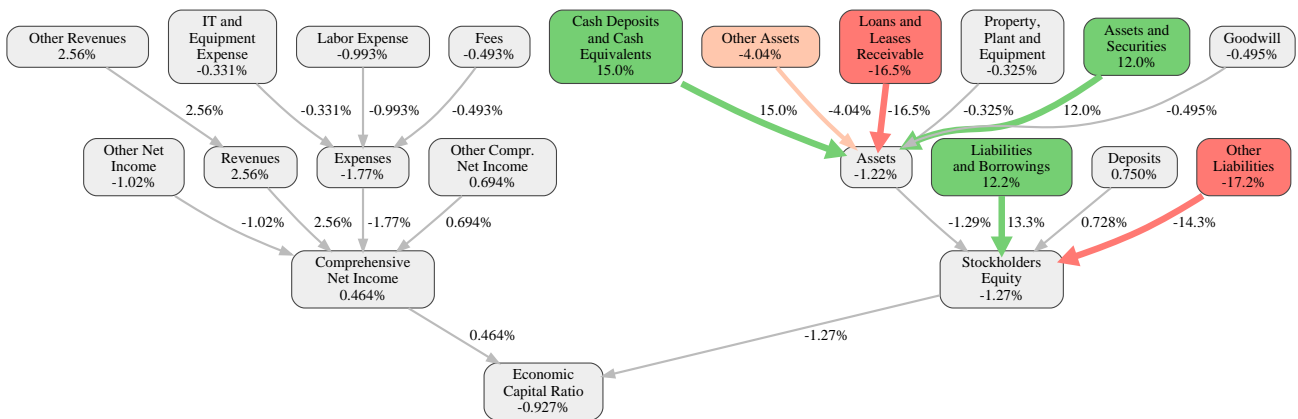 Other Revenues
2.56%
IT and
Equipment
Expense
-0.331%
Labor Expense
-0.993%
Fees
-0.493%
Cash Deposits
and Cash
Equivalents
15.0%
Other Assets
-4.04%
Loans and
Leases
Receivable
-16.5%
Property,
Plant and
Equipment
-0.325%
Assets and
Securities
12.0%
Goodwill
-0.495%
2.56%
-0.331%
-0.993%
-0.493%
15.0%
-4.04%
-16.5%
-0.325%
12.0%
-0.495%
Other Net
Income
-1.02%
Revenues
2.56%
Expenses
-1.77%
Other Compr.
Net Income
0.694%
Assets
-1.22%
Liabilities
and Borrowings
12.2%
Deposits
0.750%
Other
Liabilities
-17.2%
-1.02%
2.56%
-1.77%
0.694%
-1.29%
13.3%
0.728%
-14.3%
Comprehensive
Net Income
0.464%
Stockholders
Equity
-1.27%
0.464%
-1.27%
Economic
Capital Ratio
-0.927%